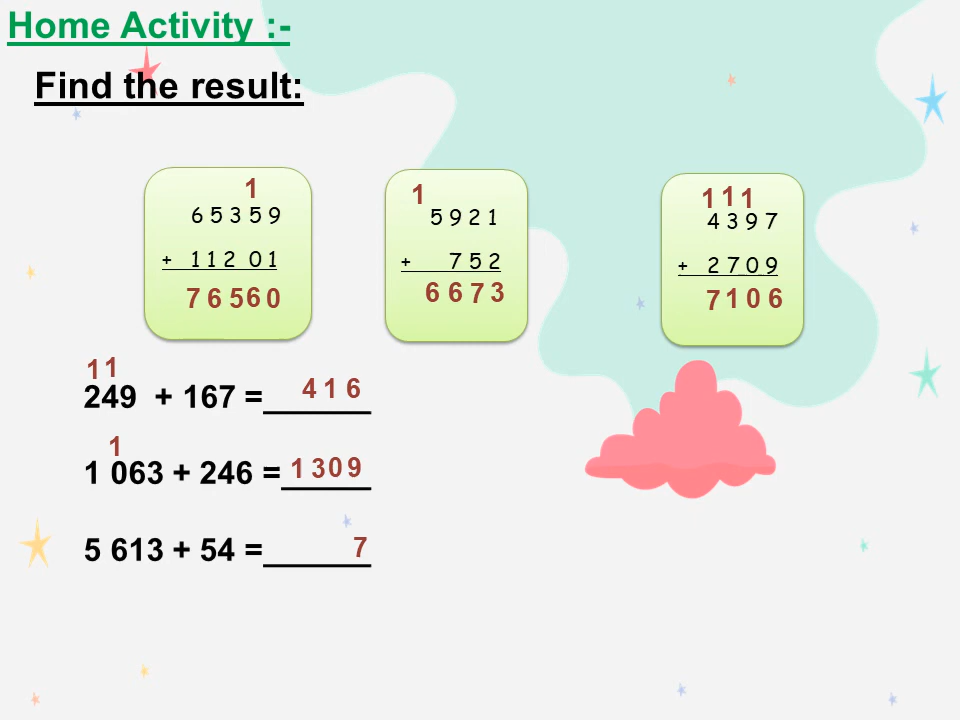 Home Activity :-
Find the result:
1
6 5 3 5 9
+ 1 1 2 0 1
7 6 5 6 0
1
5 9 2 1
+ 7 5 2
6 6 7 3
1 1 1
4 3 9 7
+ 2 7 0 9
7 1 0 6
1 1
249 + 167 =______ 4 1 6
1
1 063 + 246 =_____ 1 3 0 9
5 613 + 54 =______ 7